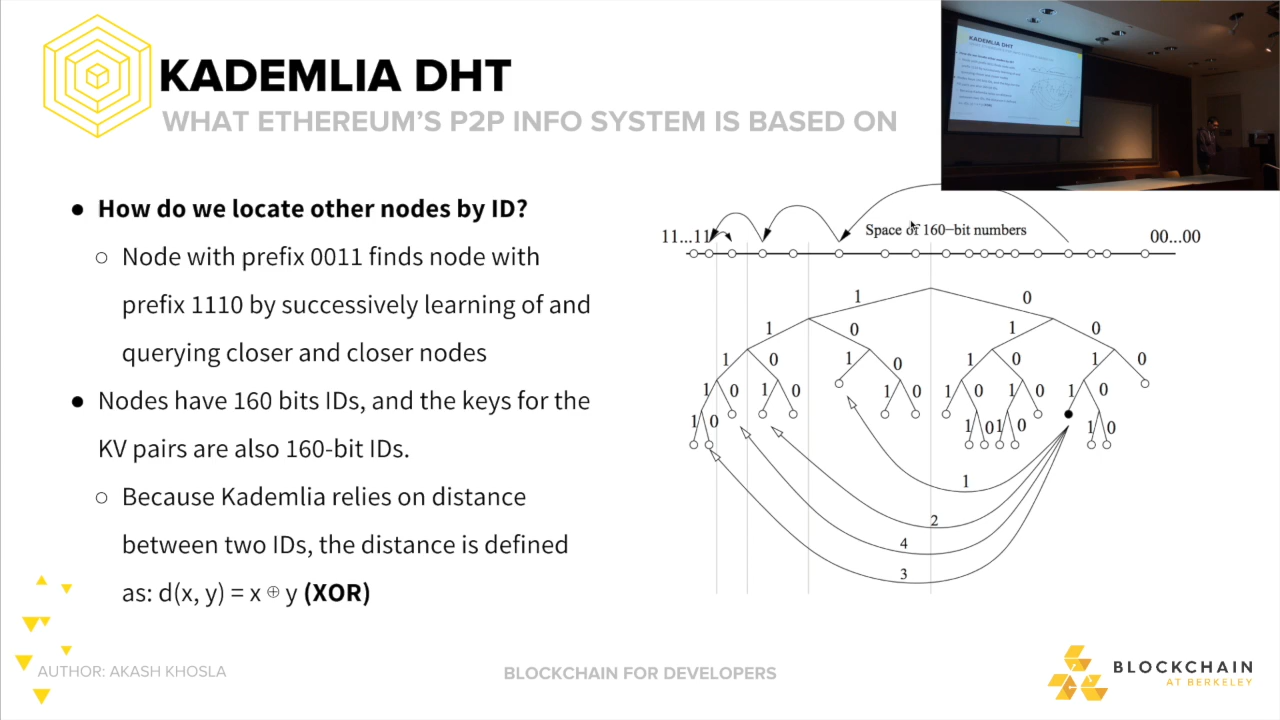 KADEMLIA DHT
WHAT ETHEREUM'S P2P INFO SYSTEM IS BASED ON
● How do we locate other nodes by ID?
○ Node with prefix 0011 finds node with
prefix 1110 by successively learning of and
querying closer and closer nodes
● Nodes have 160 bits IDs, and the keys for the
KV pairs are also 160-bit IDs.
○ Because Kademlia relies on distance
between two IDs, the distance is defined
as: d(x, y) = x ⊕ y (XOR)
KADEMLIA DHT
Space of 160−bit numbers
11...11
00...00
1 0
1 0 1 0
1 0 1 0 1 0 1 0
1 0 1 0 1 0 1 0 1 0 1 0
1 0 1 0 1 0 1 0
1
2
4
3
AUTHOR: AKASH KHOSLA
BLOCKCHAIN FOR DEVELOPERS
BLOCKCHAIN
AT BERKELEY